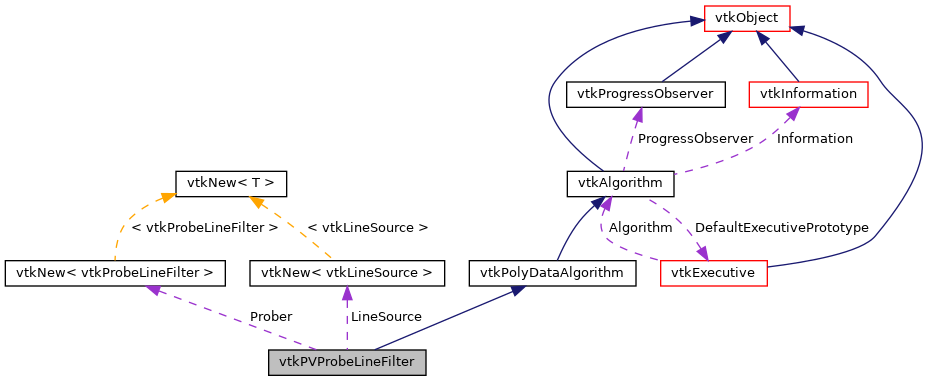 vtkObject
vtkProgressObserver
vtkInformation
ProgressObserver
Information
vtkNew< T >
vtkAlgorithm
< vtkProbeLineFilter >
< vtkLineSource >
Algorithm
DefaultExecutivePrototype
vtkNew< vtkProbeLineFilter >
vtkNew< vtkLineSource >
vtkPolyDataAlgorithm
vtkExecutive
Prober
LineSource
vtkPVProbeLineFilter